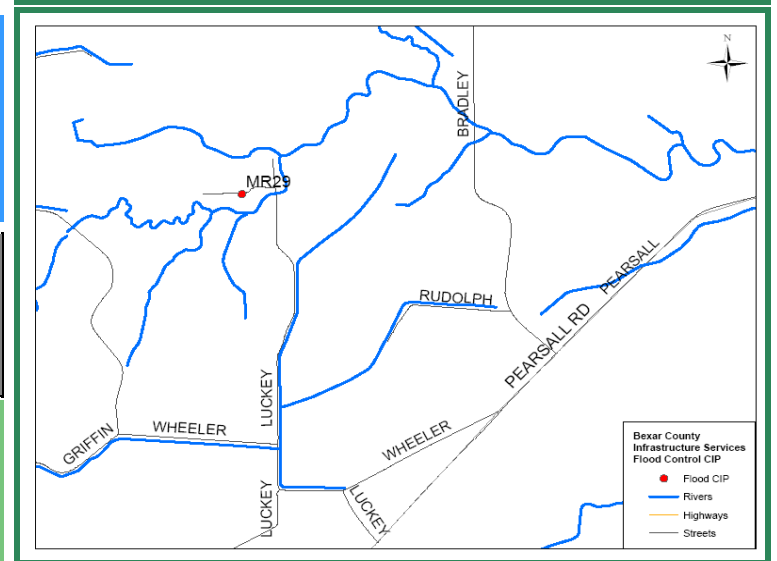 N
BRADLEY
MR29
PEARSALL
RUDOLPH
PEARSALL RD
LUCKEY
WHEELER
GRIFFIN
WHEELER
LUCKEY
LUCKEY
Bexar County
Infrastructure Services
Flood Control CIP
Flood CIP
Rivers
Highways
Streets